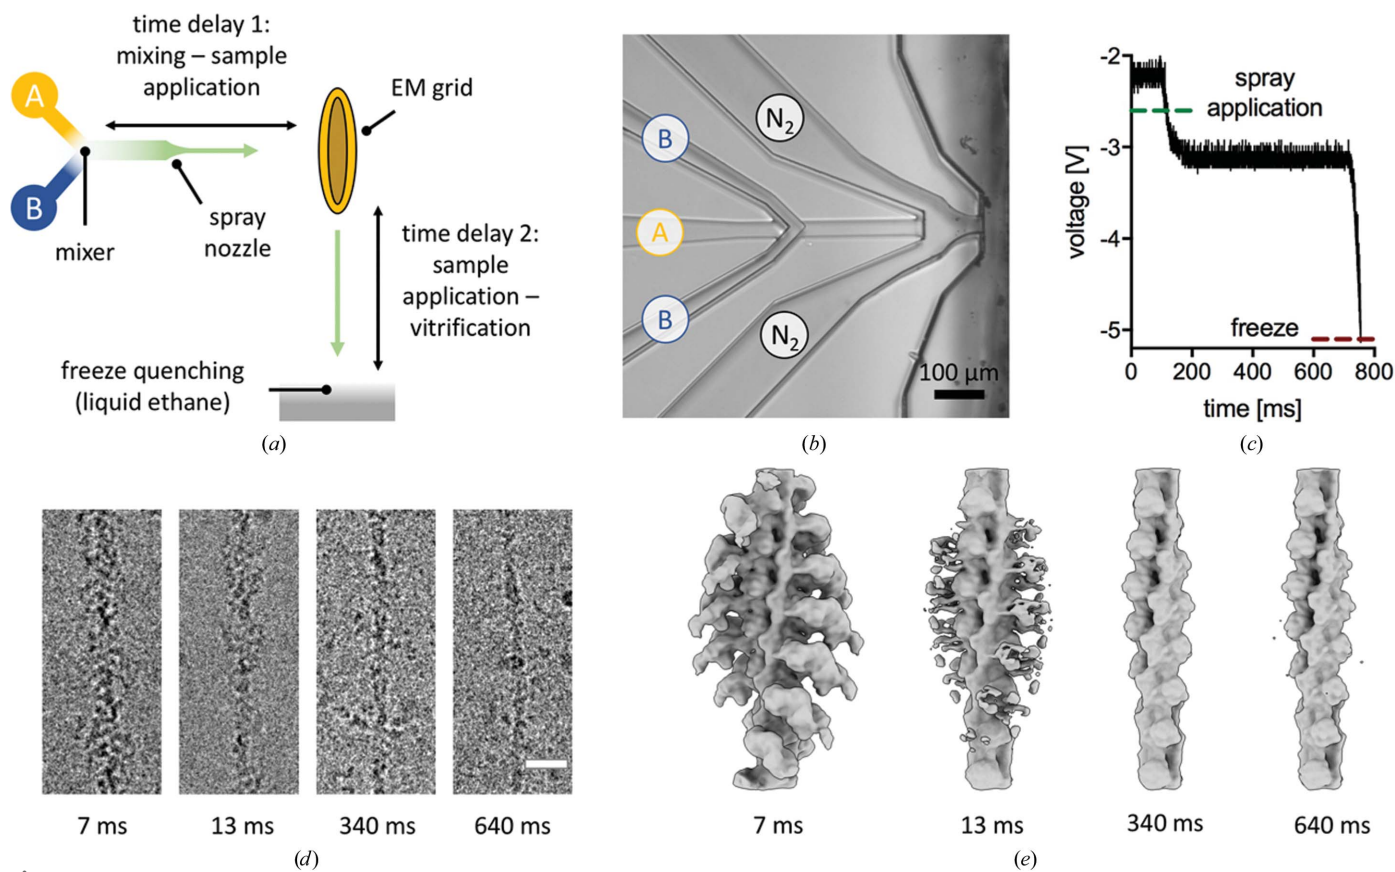 time delay 1:
mixing – sample
application
A
B
mixer
spray
nozzle
EM grid
time delay 2:
sample
application –
vitrification
freeze quenching
(liquid ethane)
(a)
B
A
B
N2
N2
100 µm
(b)
-2
-3
-4
-5
voltage [V]
spray
application
freeze
0 200 400 600 800
time [ms]
(c)
7 ms 13 ms 340 ms 640 ms
(d)
7 ms 13 ms 340 ms 640 ms
(e)